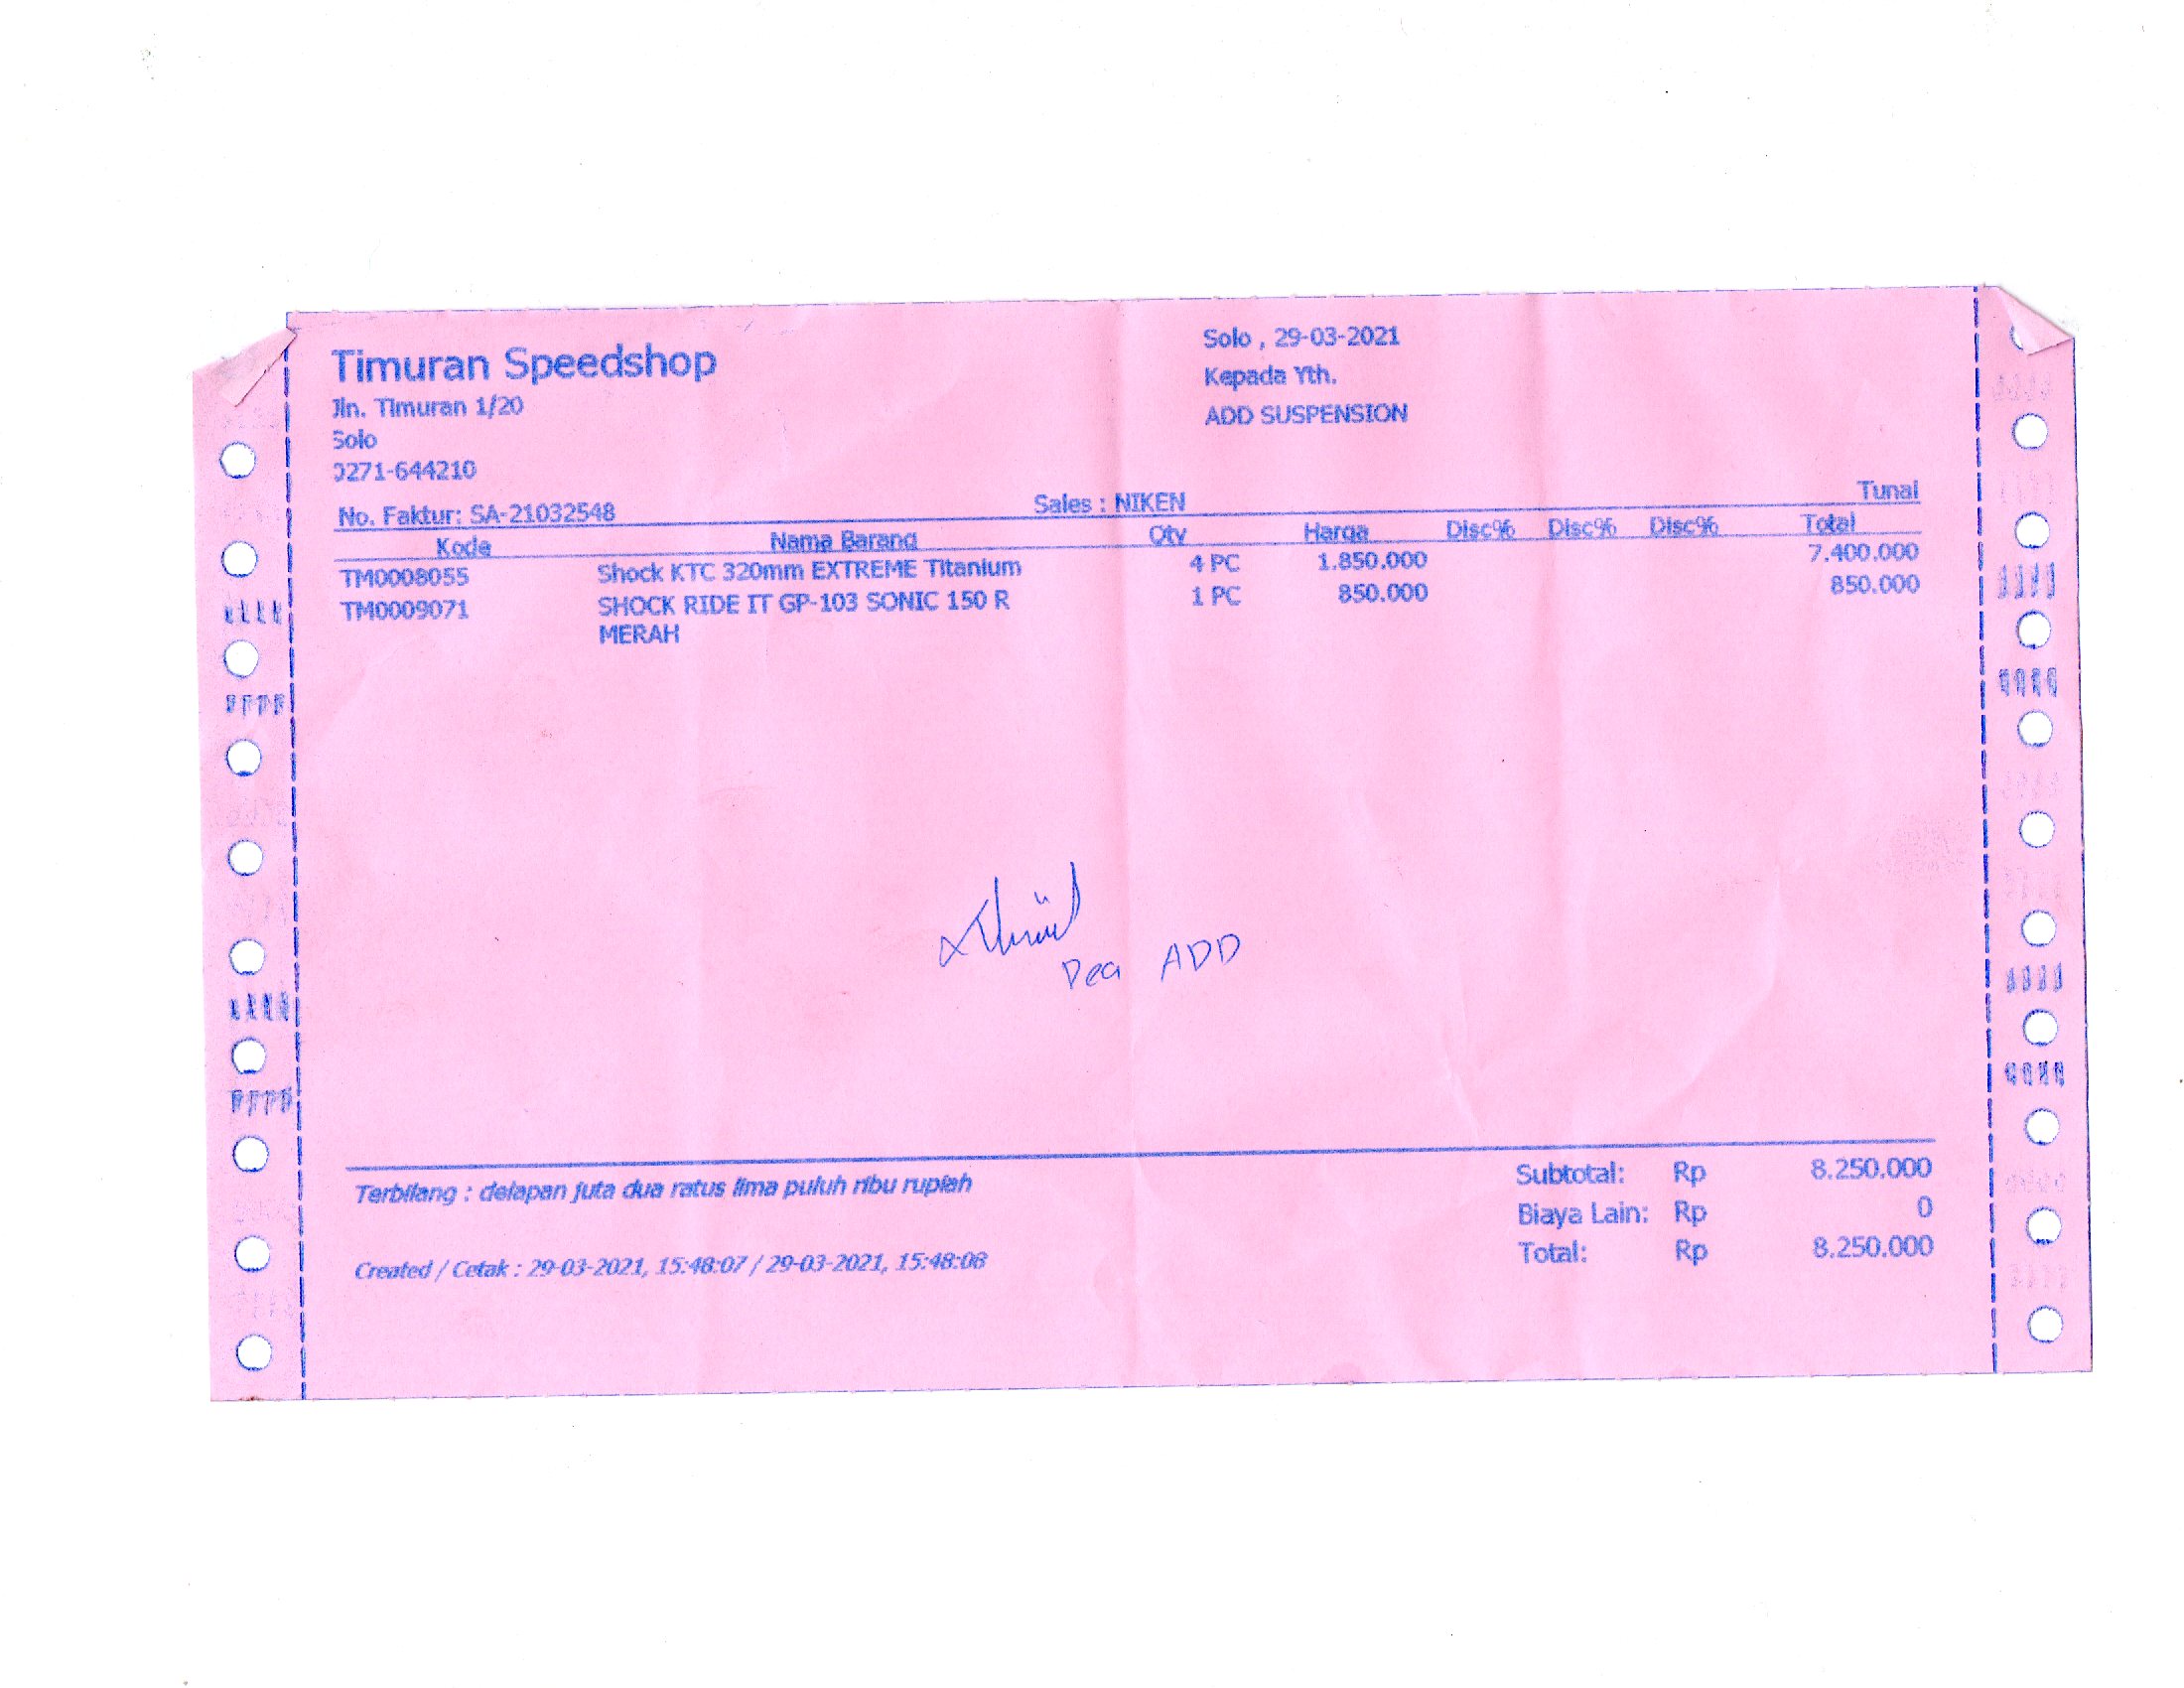 Timuran Speedshop
Jln. Timuran 1/20
Solo
0271-644210
Solo , 29-03-2021
Kepada Yth.
ADD SUSPENSION
No. Faktur: SA-21032548 Sales : NIKEN Tunai
Kode Nama Barang Qty Harga Disc% Disc% Disc% Total
TM0008055 Shock KTC 320mm EXTREME Titanium 4 PC 1.850.000 7.400.000
TM0009071 SHOCK RIDE IT GP-103 SONIC 150 R 1 PC 850.000 850.000
MERAH
Dea ADD
Terbilang : delapan juta dua ratus lima puluh ribu rupiah
Subtotal: Rp 8.250.000
Biaya Lain: Rp 0
Total: Rp 8.250.000
Created / Cetak : 29-03-2021, 15:48:07 / 29-03-2021, 15:48:08